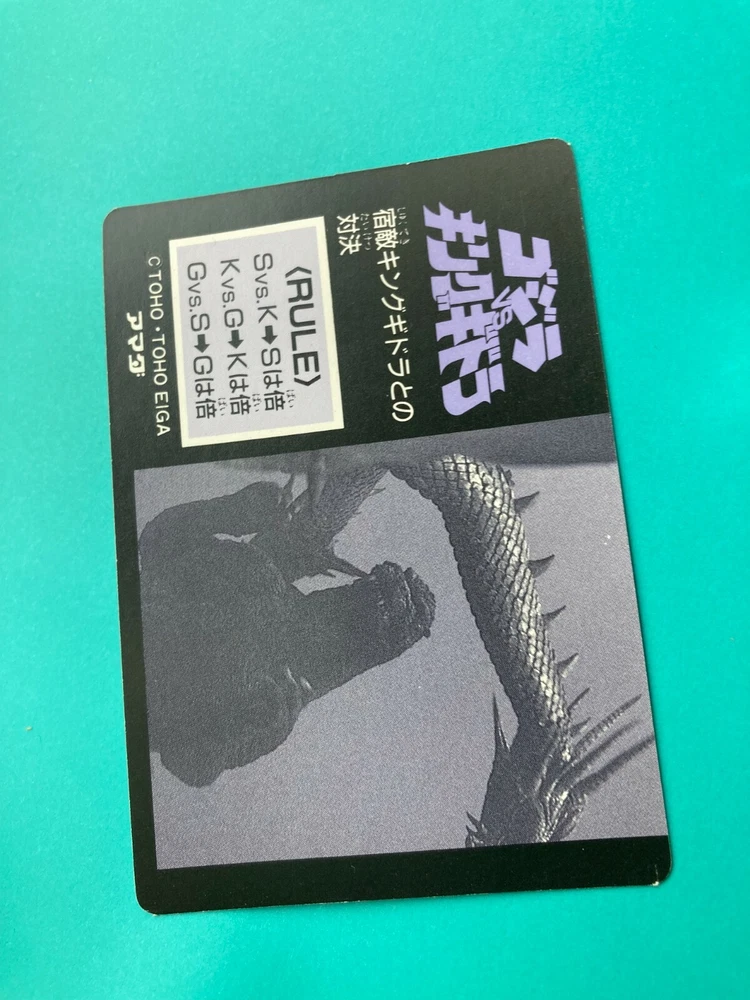 ゴジラ
VS
キングギドラ
宿敵キングギドラとの
対決
〈RULE〉
Svs.K➡Sは倍
Kvs.G➡Kは倍
Gvs.S➡Gは倍
アマダ
C TOHO・TOHO EIGA